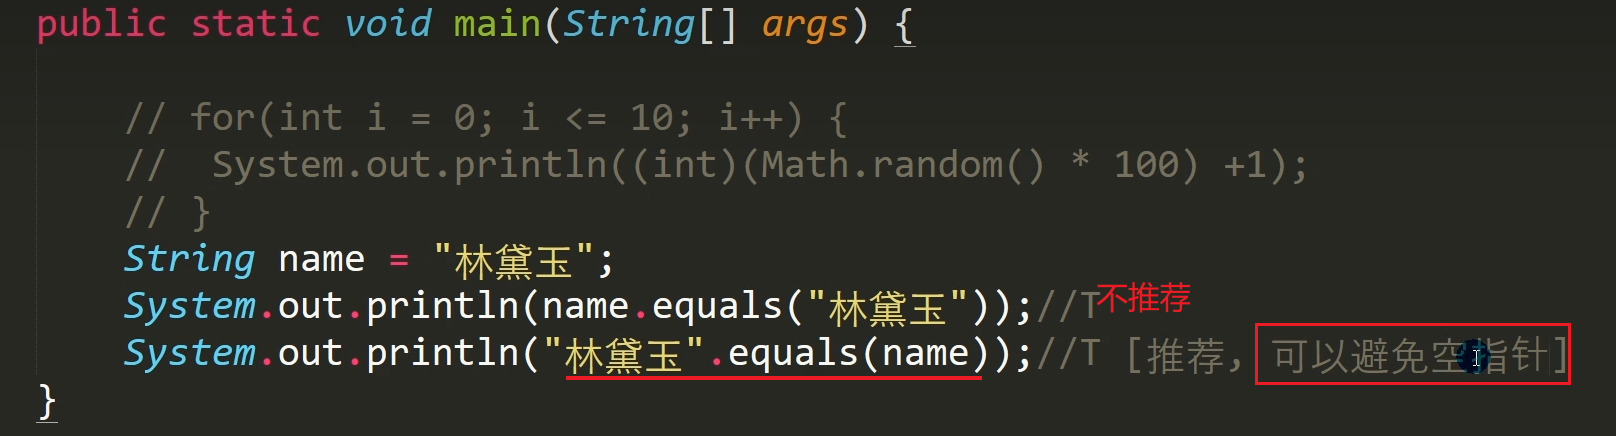 public static void main(String[] args) {
// for(int i = 0; i <= 10; i++) {
//  System.out.println((int)(Math.random() * 100) +1);
// }
String name = "林黛玉";
System.out.println(name.equals("林黛玉"));//T不推荐
System.out.println("林黛玉".equals(name));//T [推荐, 可以避免空指针]
}